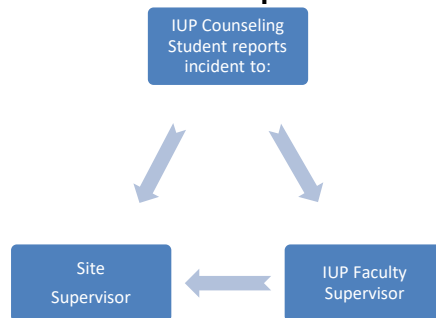 IUP Counseling
Student reports
incident to:
Site
Supervisor
IUP Faculty
Supervisor